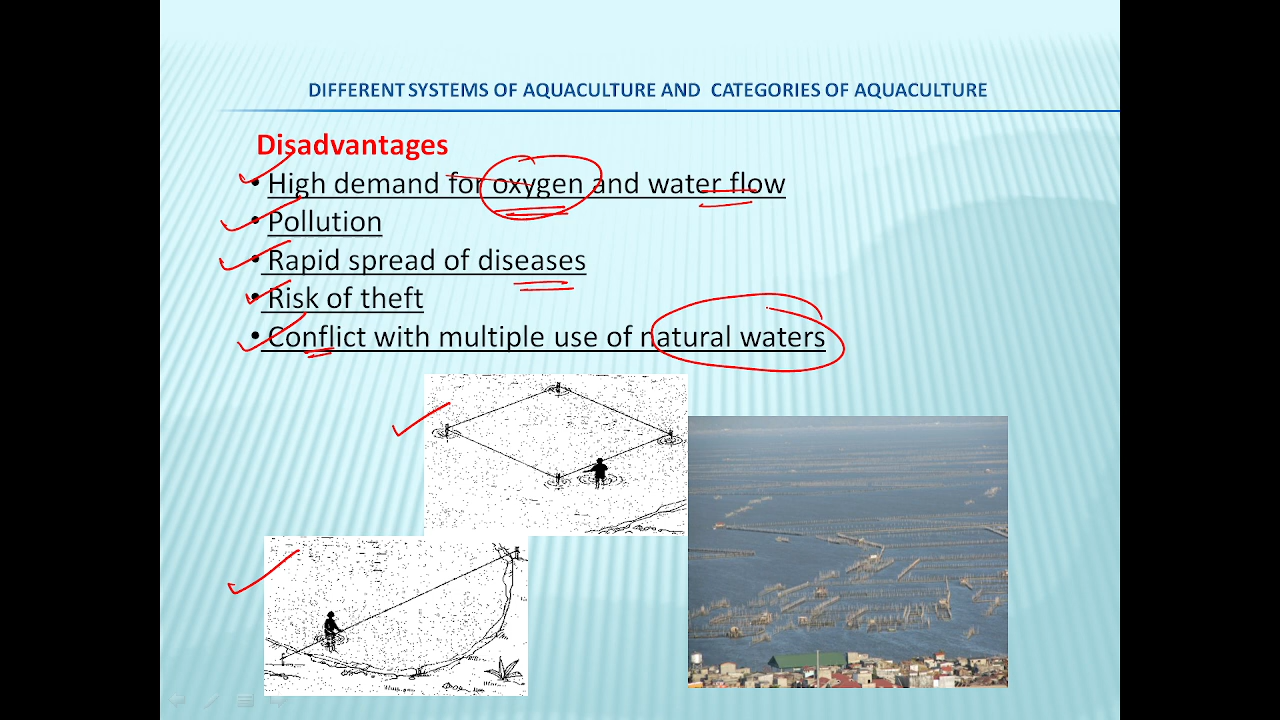 DIFFERENT SYSTEMS OF AQUACULTURE AND CATEGORIES OF AQUACULTURE
Disadvantages
• High demand for oxygen and water flow
• Pollution
• Rapid spread of diseases
• Risk of theft
• Conflict with multiple use of natural waters